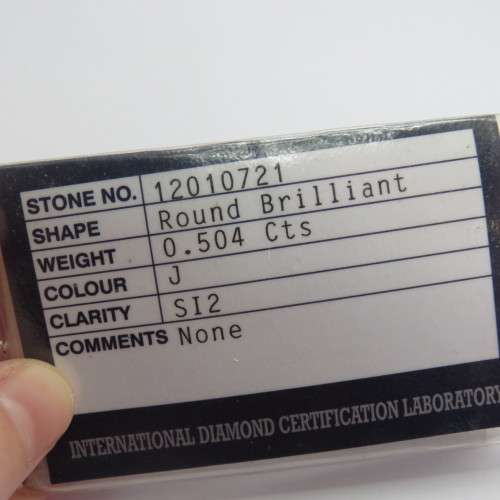 STONE NO. 12010721
SHAPE Round Brilliant
WEIGHT 0.504 Cts
COLOUR J
CLARITY SI2
COMMENTS None
INTERNATIONAL DIAMOND CERTIFICATION LABORATORY